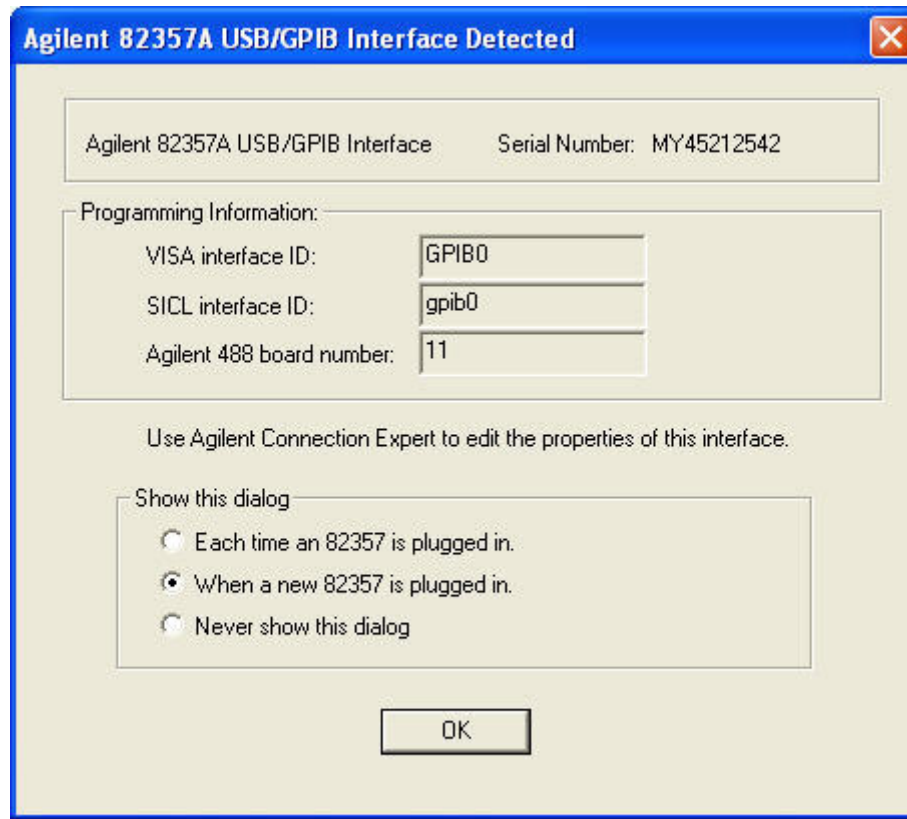 Agilent 82357A USB/GPIB Interface Detected
Agilent 82357A USB/GPIB Interface Serial Number: MY45212542
Programming Information:
VISA interface ID: GPIB0
SICL interface ID: gpib0
Agilent 488 board number: 11
Use Agilent Connection Expert to edit the properties of this interface.
Show this dialog
Each time an 82357 is plugged in.
When a new 82357 is plugged in.
Never show this dialog
OK